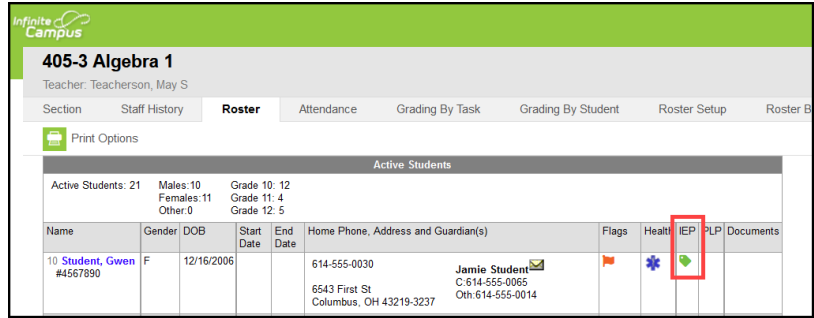 Infinite
Campus
405-3 Algebra 1
Teacher: Teacherson, May S
Section Staff History Roster Attendance Grading By Task Grading By Student Roster Setup Roster B
Print Options
Active Students
Active Students: 21 Males:10 Grade 10: 12
Females:11 Grade 11: 4
Other:0 Grade 12: 5
Name Gender DOB Start Date End Date Home Phone, Address and Guardian(s) Flags Health IEP PLP Documents
10 Student, Gwen F 12/16/2006 614-555-0030 Jamie Student
#4567890 C:614-555-0065
6543 First St Oth:614-555-0014
Columbus, OH 43219-3237